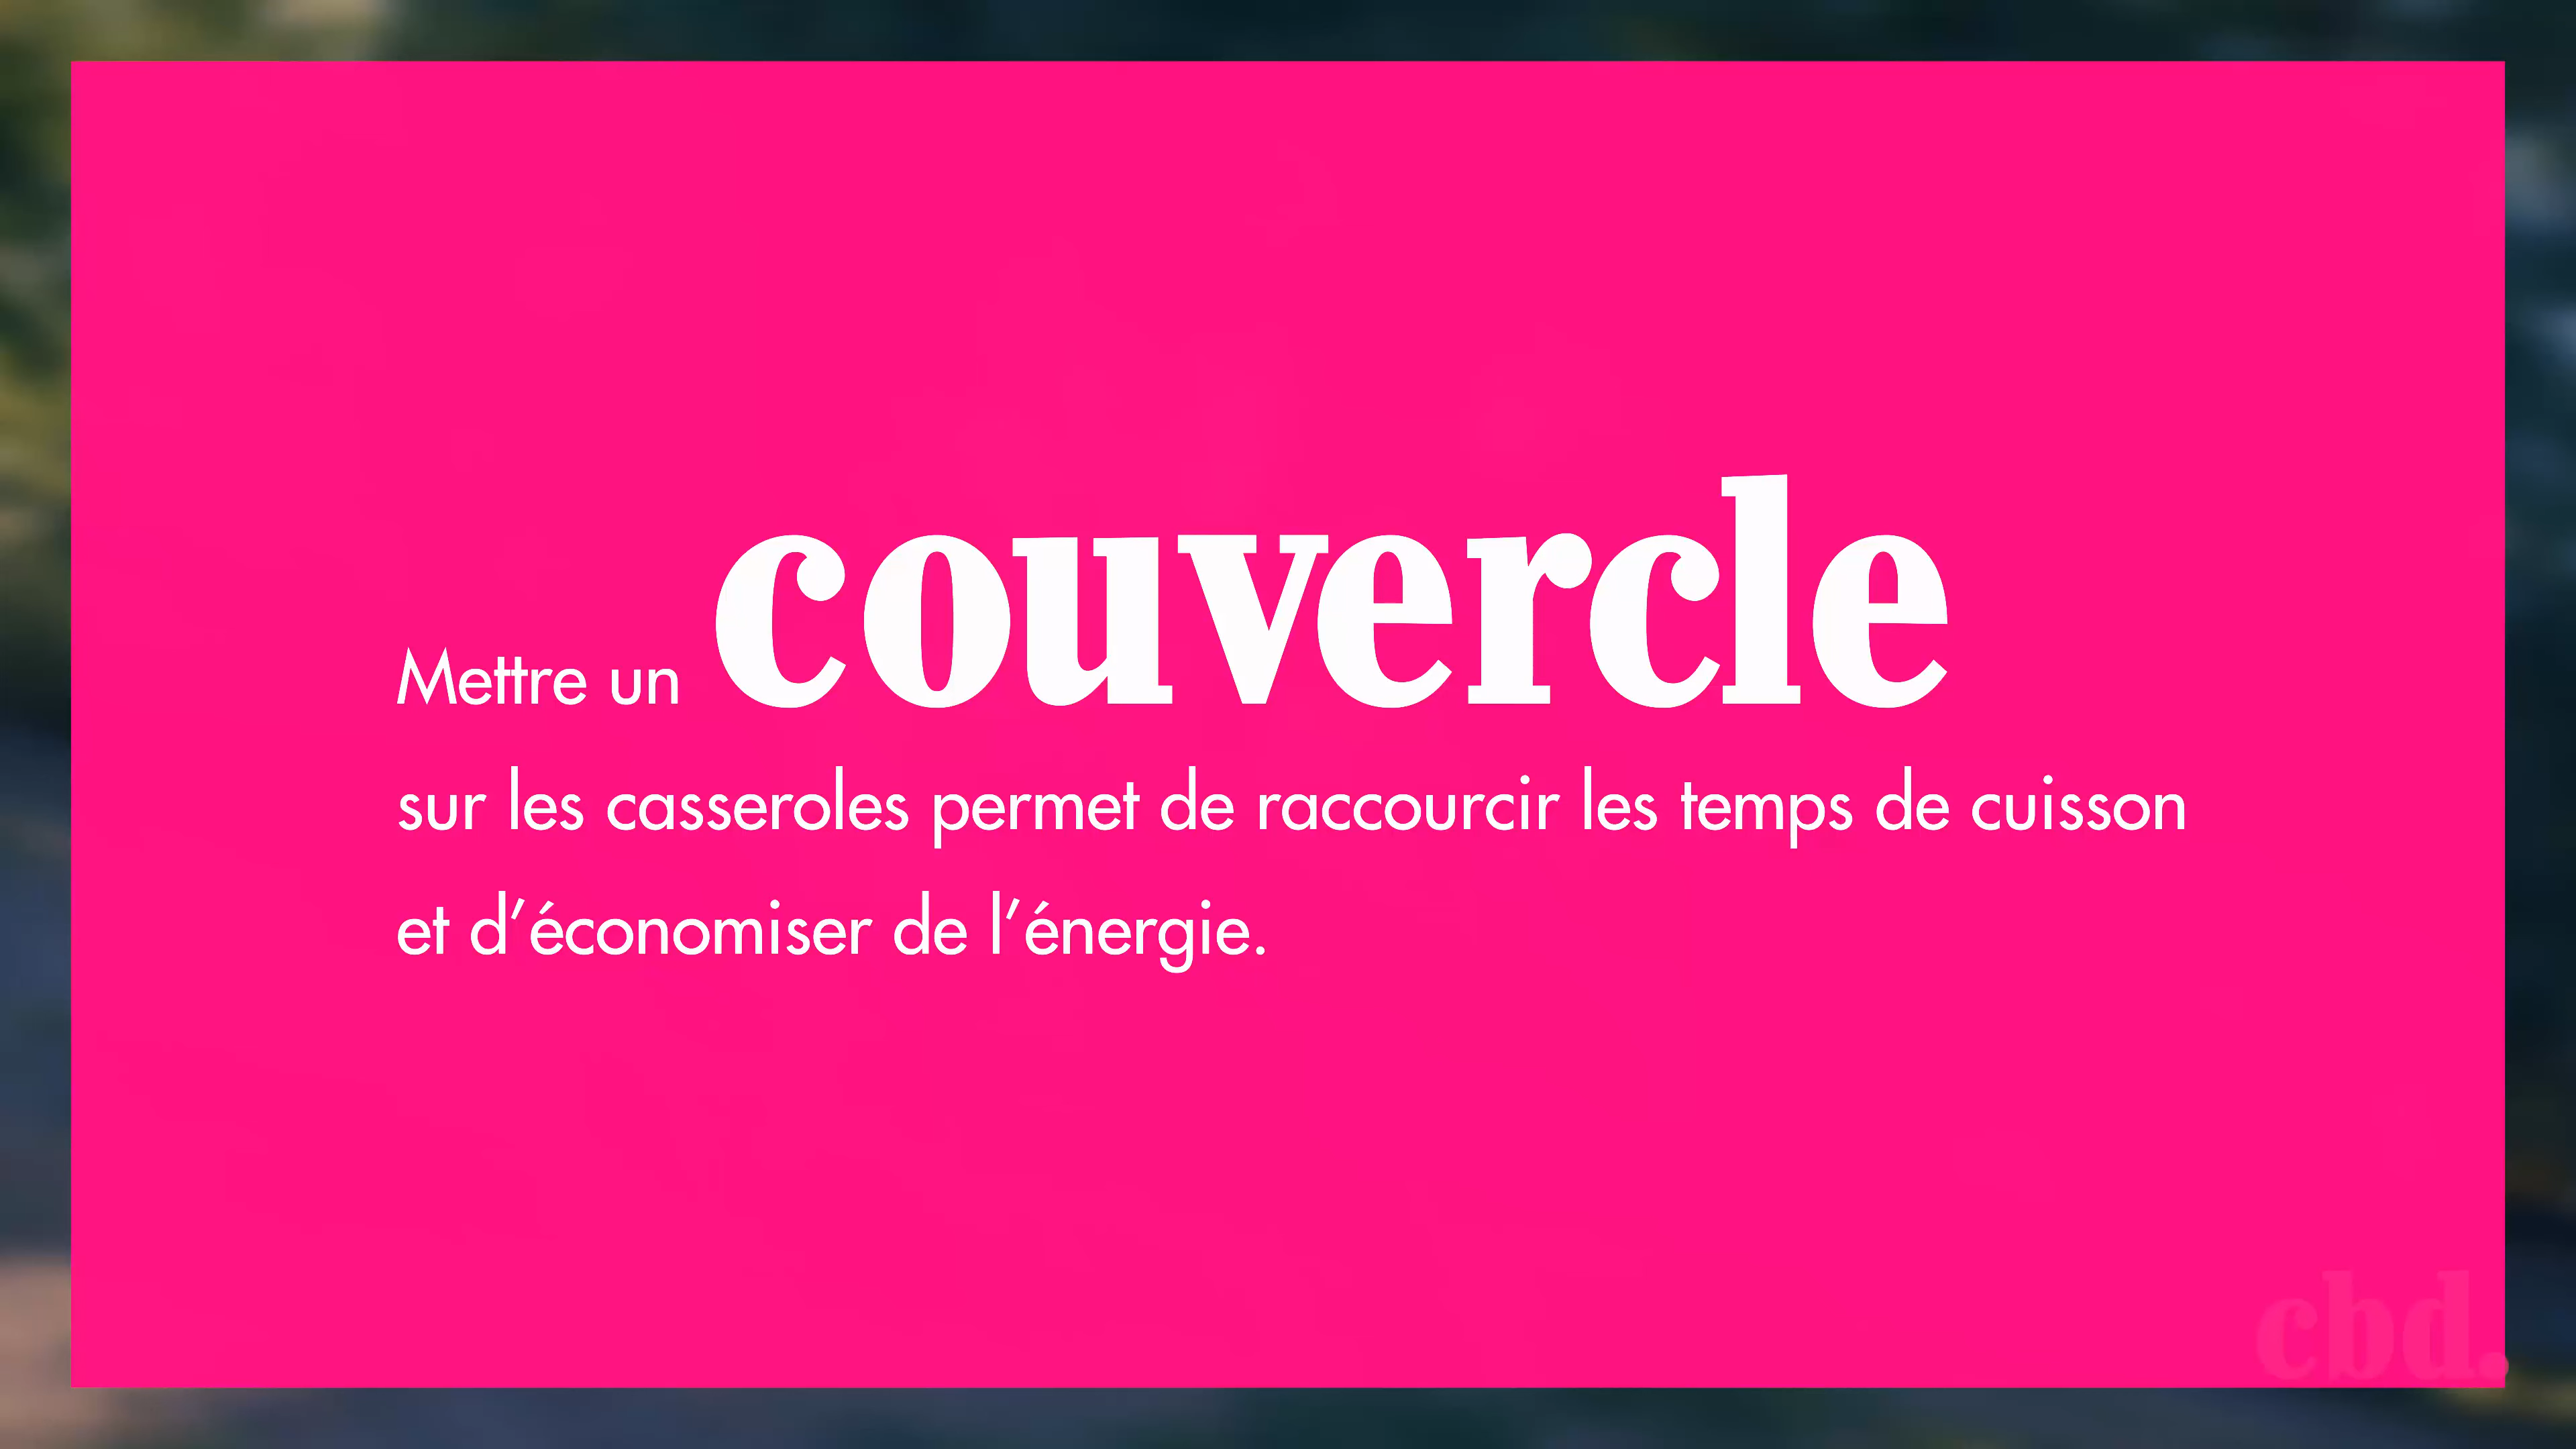 Mettre un couvercle
sur les casseroles permet de raccourcir les temps de cuisson
et d’économiser de l’énergie.
cbd.